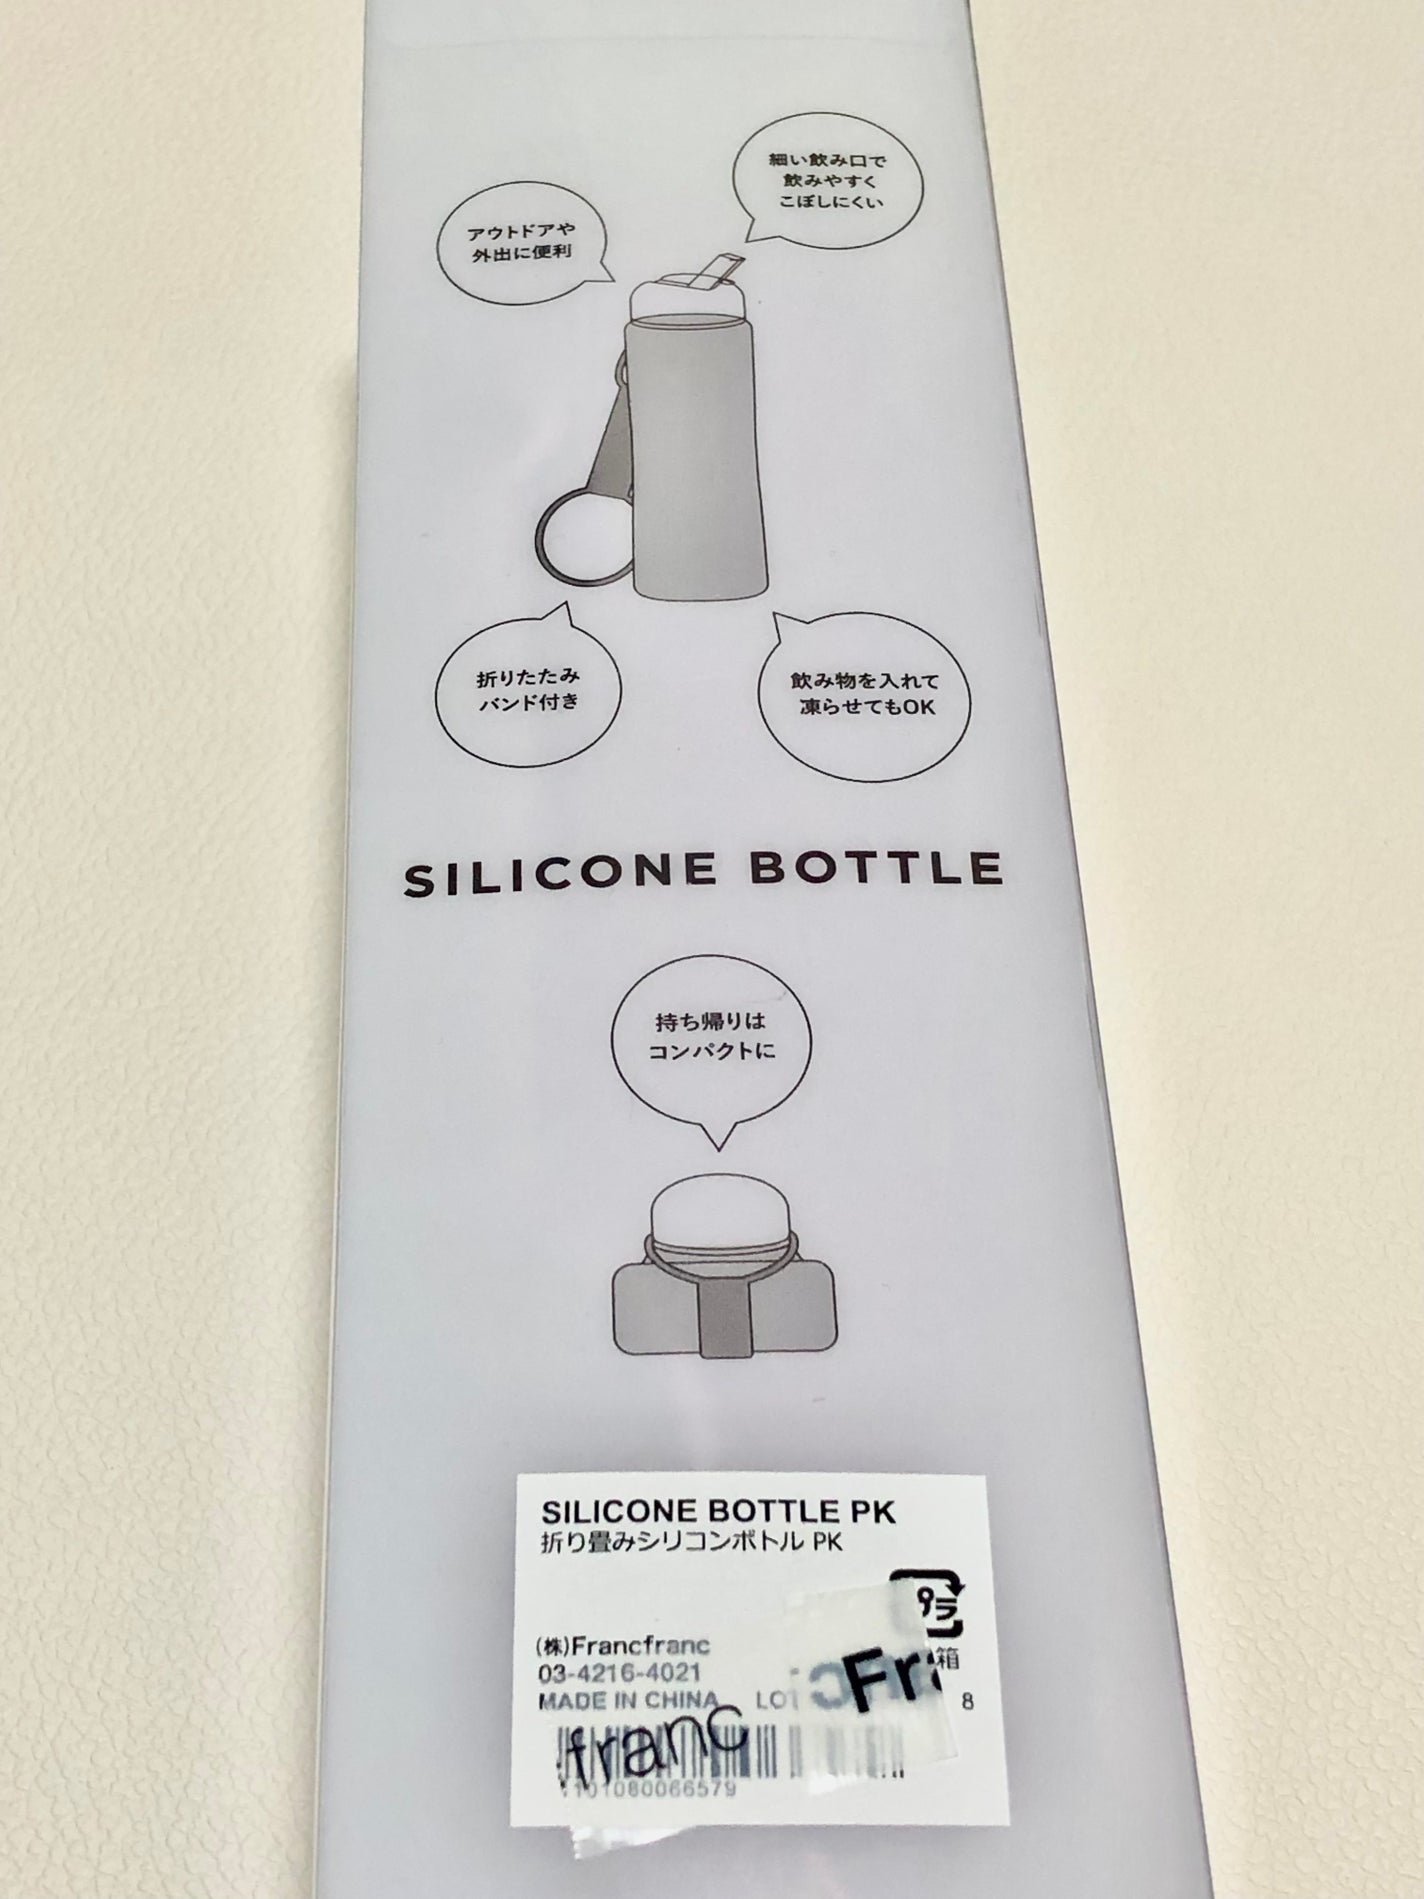 細い飲み口で
飲みやすく
こぼしにくい
アウトドアや
外出に便利
折りたたみ
バンド付き
飲み物を入れて
凍らせてもOK
SILICONE BOTTLE
持ち帰りは
コンパクトに
SILICONE BOTTLE PK
折り畳みシリコンボトル PK
プラ
(株)Francfranc
箱
03-4216-4021
MADE IN CHINA
8
franc